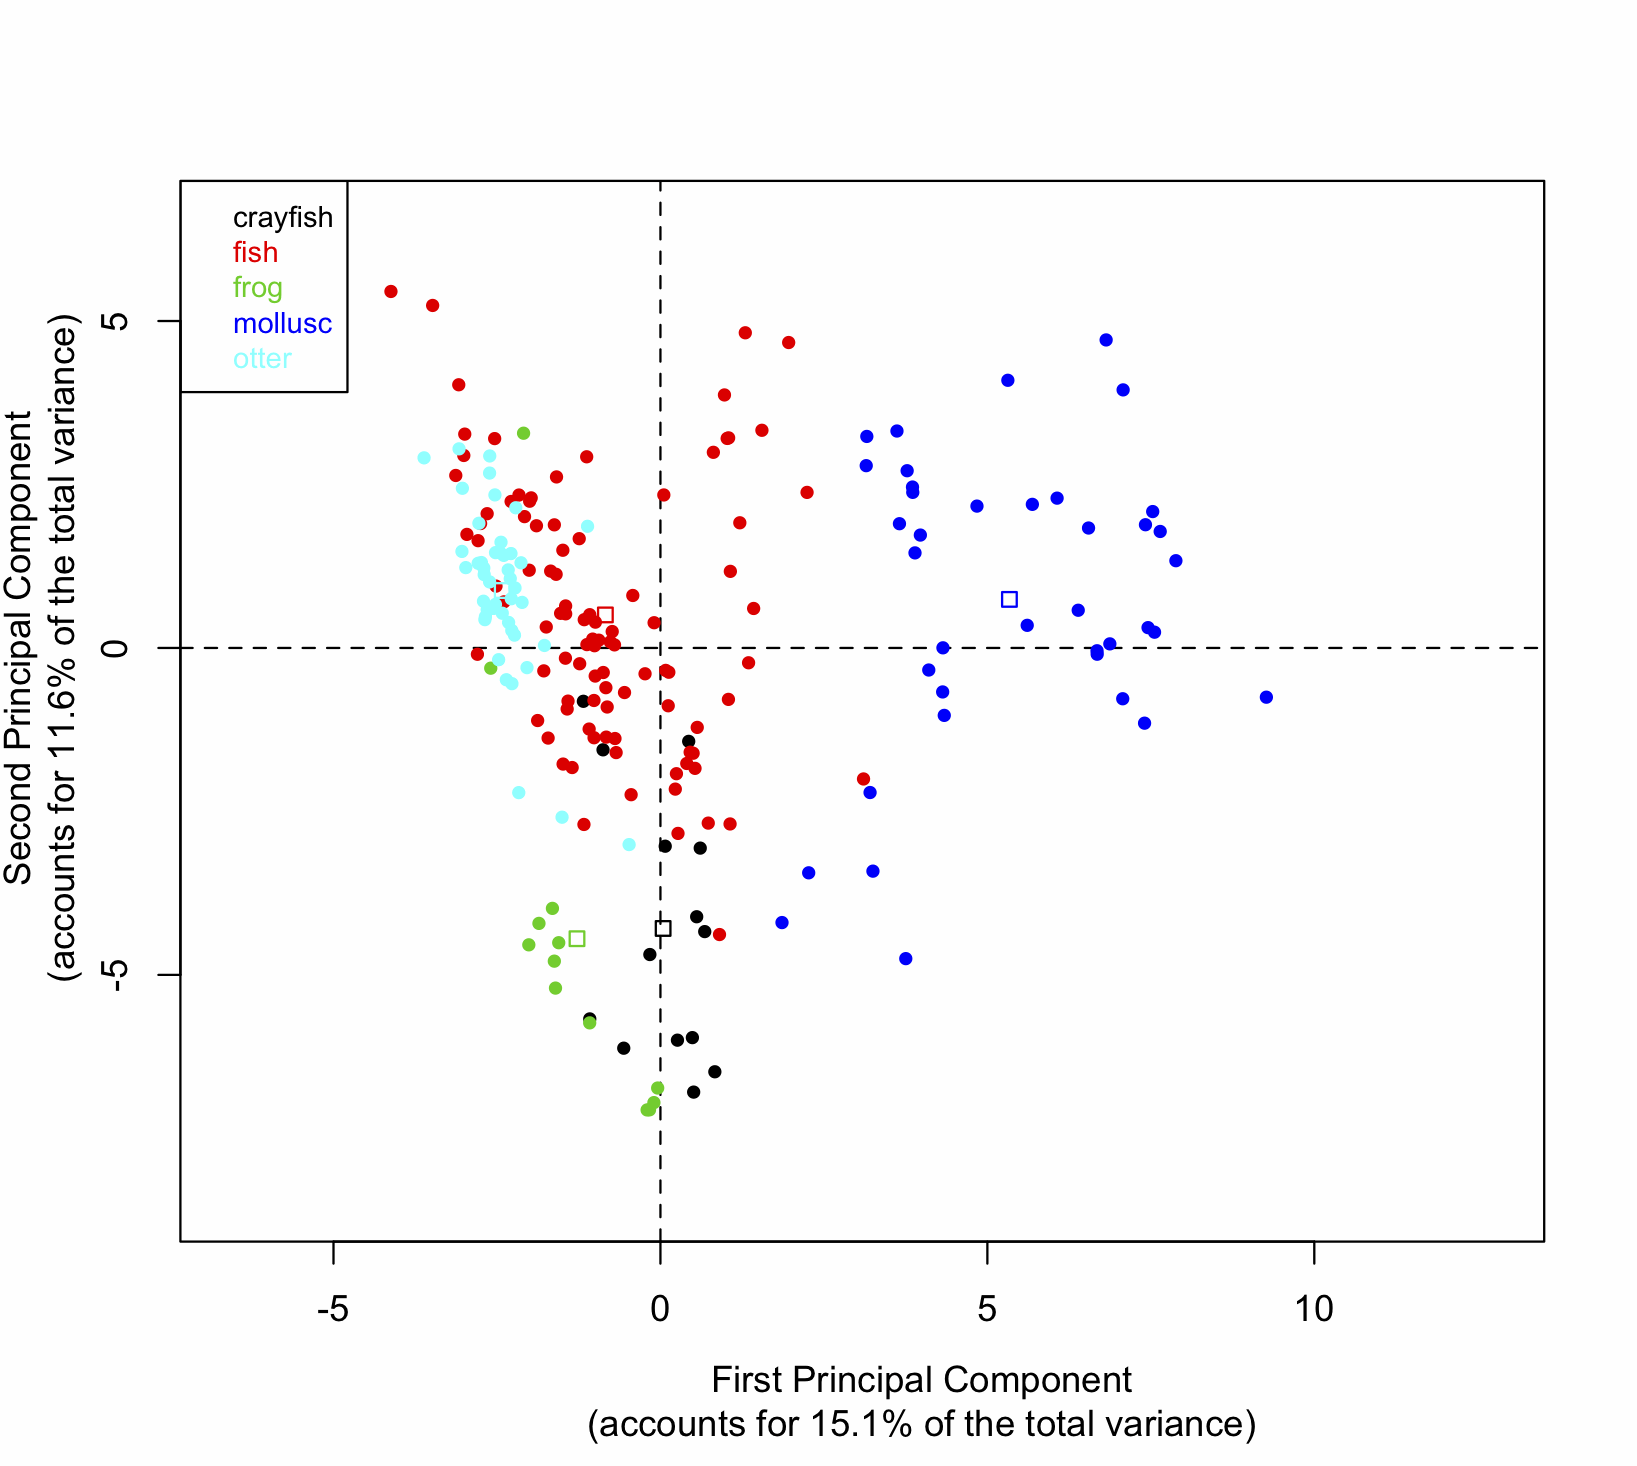 crayfish
fish
frog
mollusc
otter
Second Principal Component
(accounts for 11.6% of the total variance)
5
0
-5
-5
0
5
10
First Principal Component
(accounts for 15.1% of the total variance)